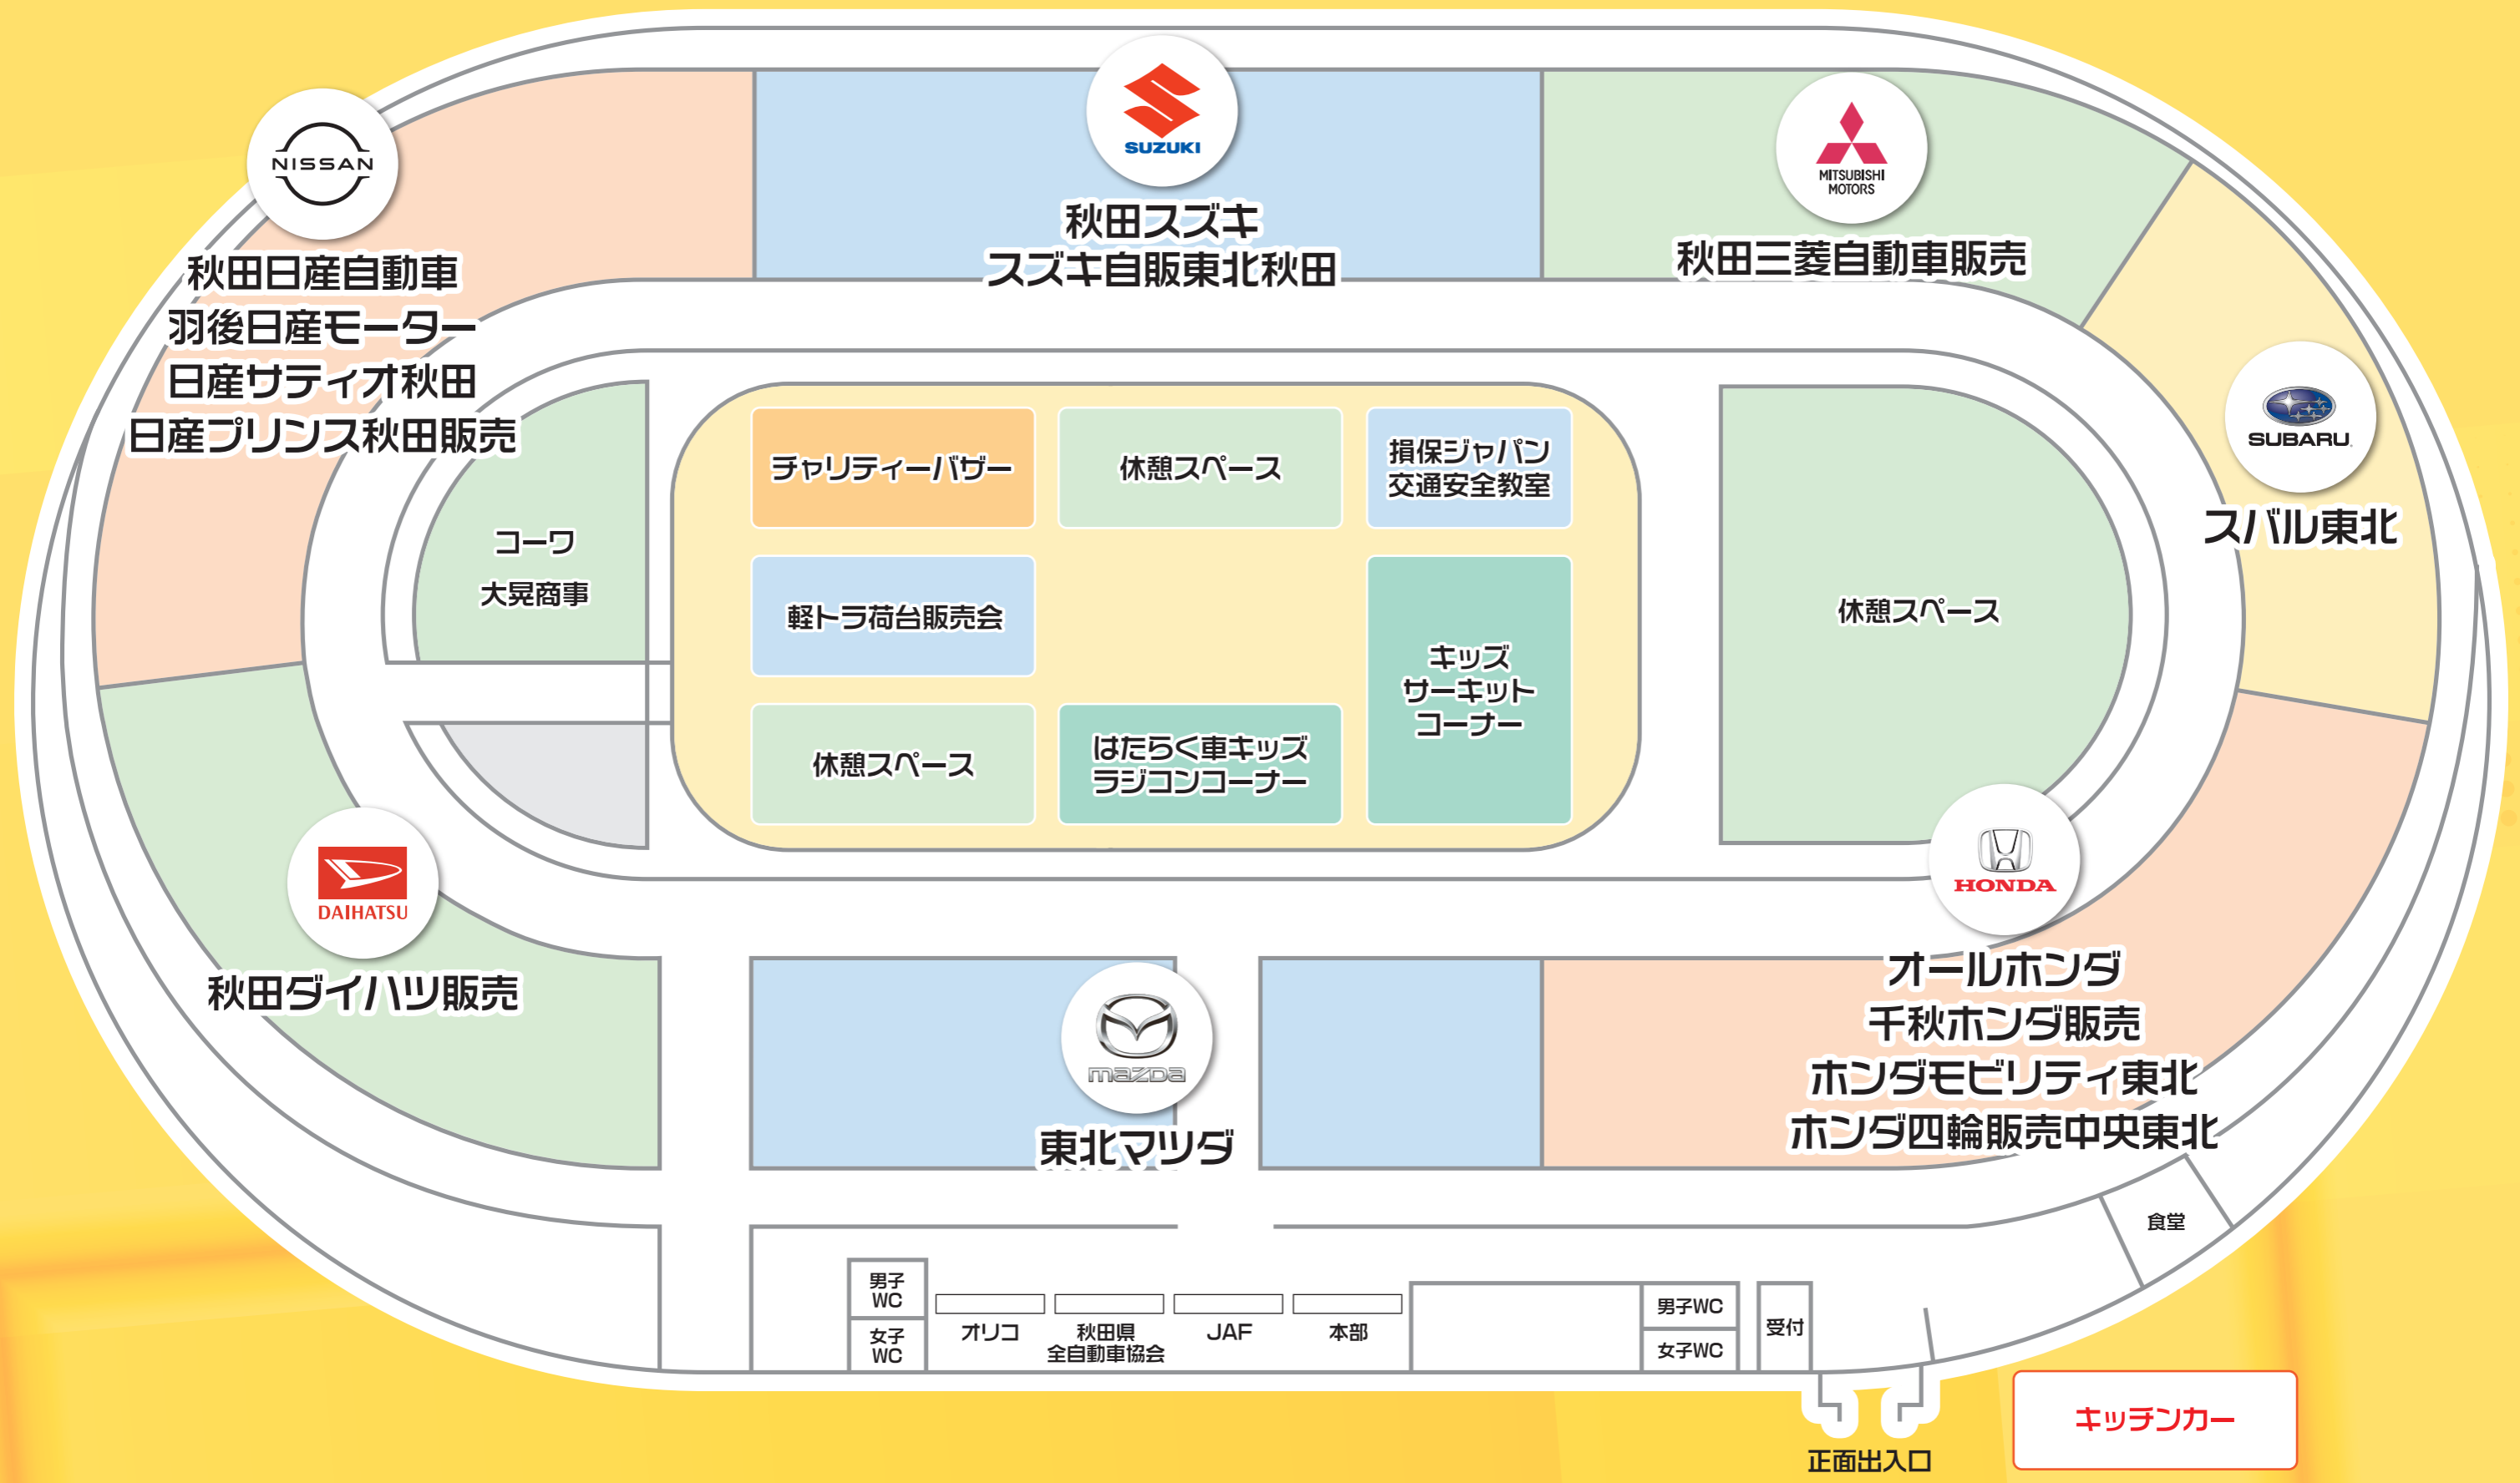 NISSAN
秋田日産自動車
羽後日産モーター
日産サティオ秋田
日産プリンス秋田販売
SUZUKI
秋田スズキ
スズキ自販東北秋田
MITSUBISHI
MOTORS
秋田三菱自動車販売
SUBARU
スバル東北
コーワ
大晃商事
チャリティーバザー
休憩スペース
損保ジャパン
交通安全教室
軽トラ荷台販売会
キッズ
サーキット
コーナー
休憩スペース
はたらく車キッズ
ラジコンコーナー
休憩スペース
DAIHATSU
秋田ダイハツ販売
mazDa
東北マツダ
HONDA
オールホンダ
千秋ホンダ販売
ホンダモビリティ東北
ホンダ四輪販売中央東北
食堂
男子
WC
女子
WC
オリコ
秋田県
全自動車協会
JAF
本部
男子WC
女子WC
受付
正面出入口
キッチンカー